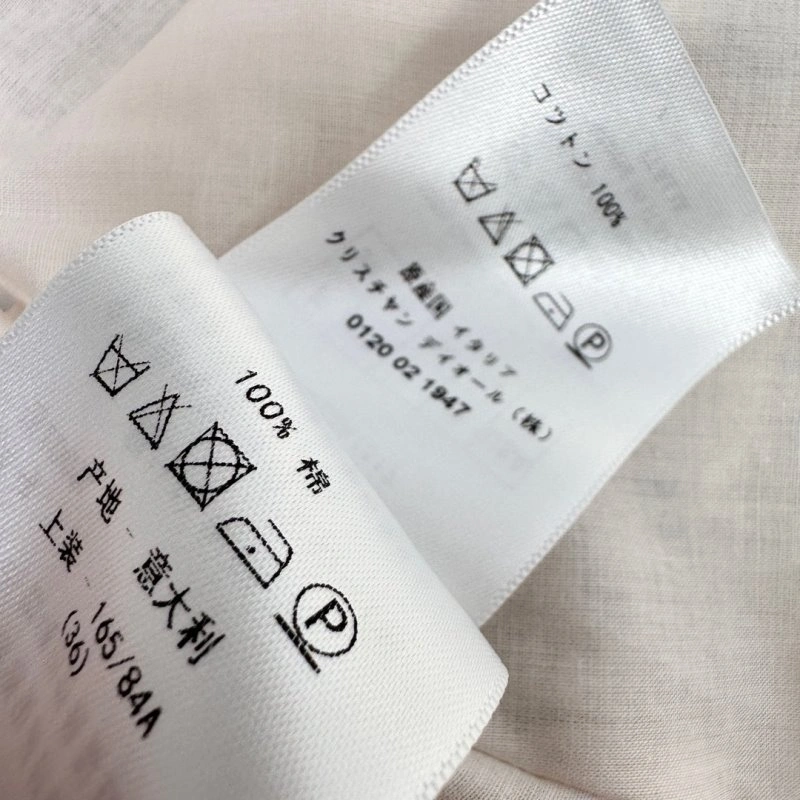 コットン 100%
原産国 イタリア
クリスチャン ディオール (株)
0120 02 1947
100% 棉
P
产地 - 意大利
上装 - 165/84A
(36)